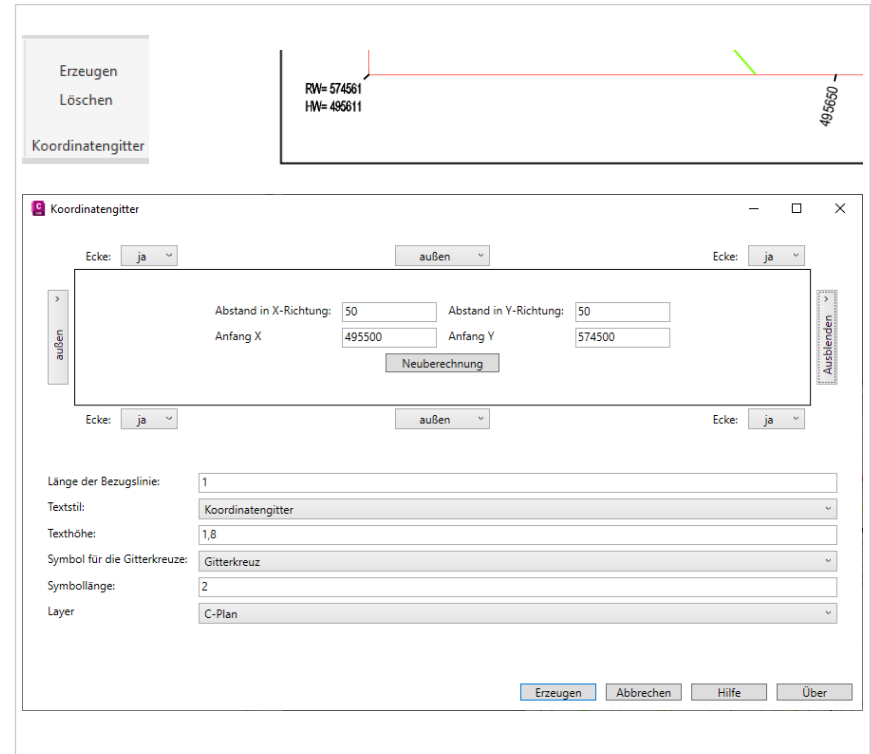 Erzeugen
Löschen
Koordinatengitter
RW= 574561
HW= 495611
495650
Koordinatengitter
Ecke: ja
außen
Ecke: ja
außen
Abstand in X-Richtung: 50 Abstand in Y-Richtung: 50
Anfang X 495500 Anfang Y 574500
Neuberechnung
Ausblenden
Ecke: ja
außen
Ecke: ja
Länge der Bezugslinie: 1
Textstil: Koordinatengitter
Texthöhe: 1,8
Symbol für die Gitterkreuze: Gitterkreuz
Symbollänge: 2
Layer C-Plan
Erzeugen Abbrechen Hilfe Über